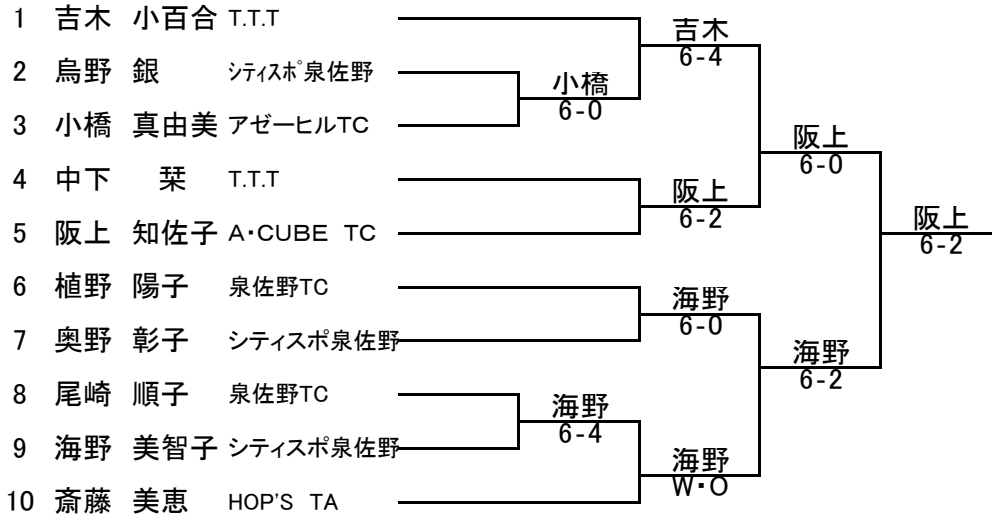 1 吉木 小百合 T.T.T
吉木
6-4
2 烏野 銀 ｼティスﾎﾟ泉佐野
小橋
6-0
3 小橋 真由美 アゼーヒルTC
阪上
6-0
4 中下 栞 T.T.T
阪上
6-2
5 阪上 知佐子 A・CUBE TC
阪上
6-2
6 植野 陽子 泉佐野TC
海野
6-0
7 奥野 彰子 シティスポ泉佐野
海野
6-2
8 尾崎 順子 泉佐野TC
海野
6-4
9 海野 美智子 シティスポ泉佐野
海野
W・O
10 斎藤 美恵 HOP'S TA